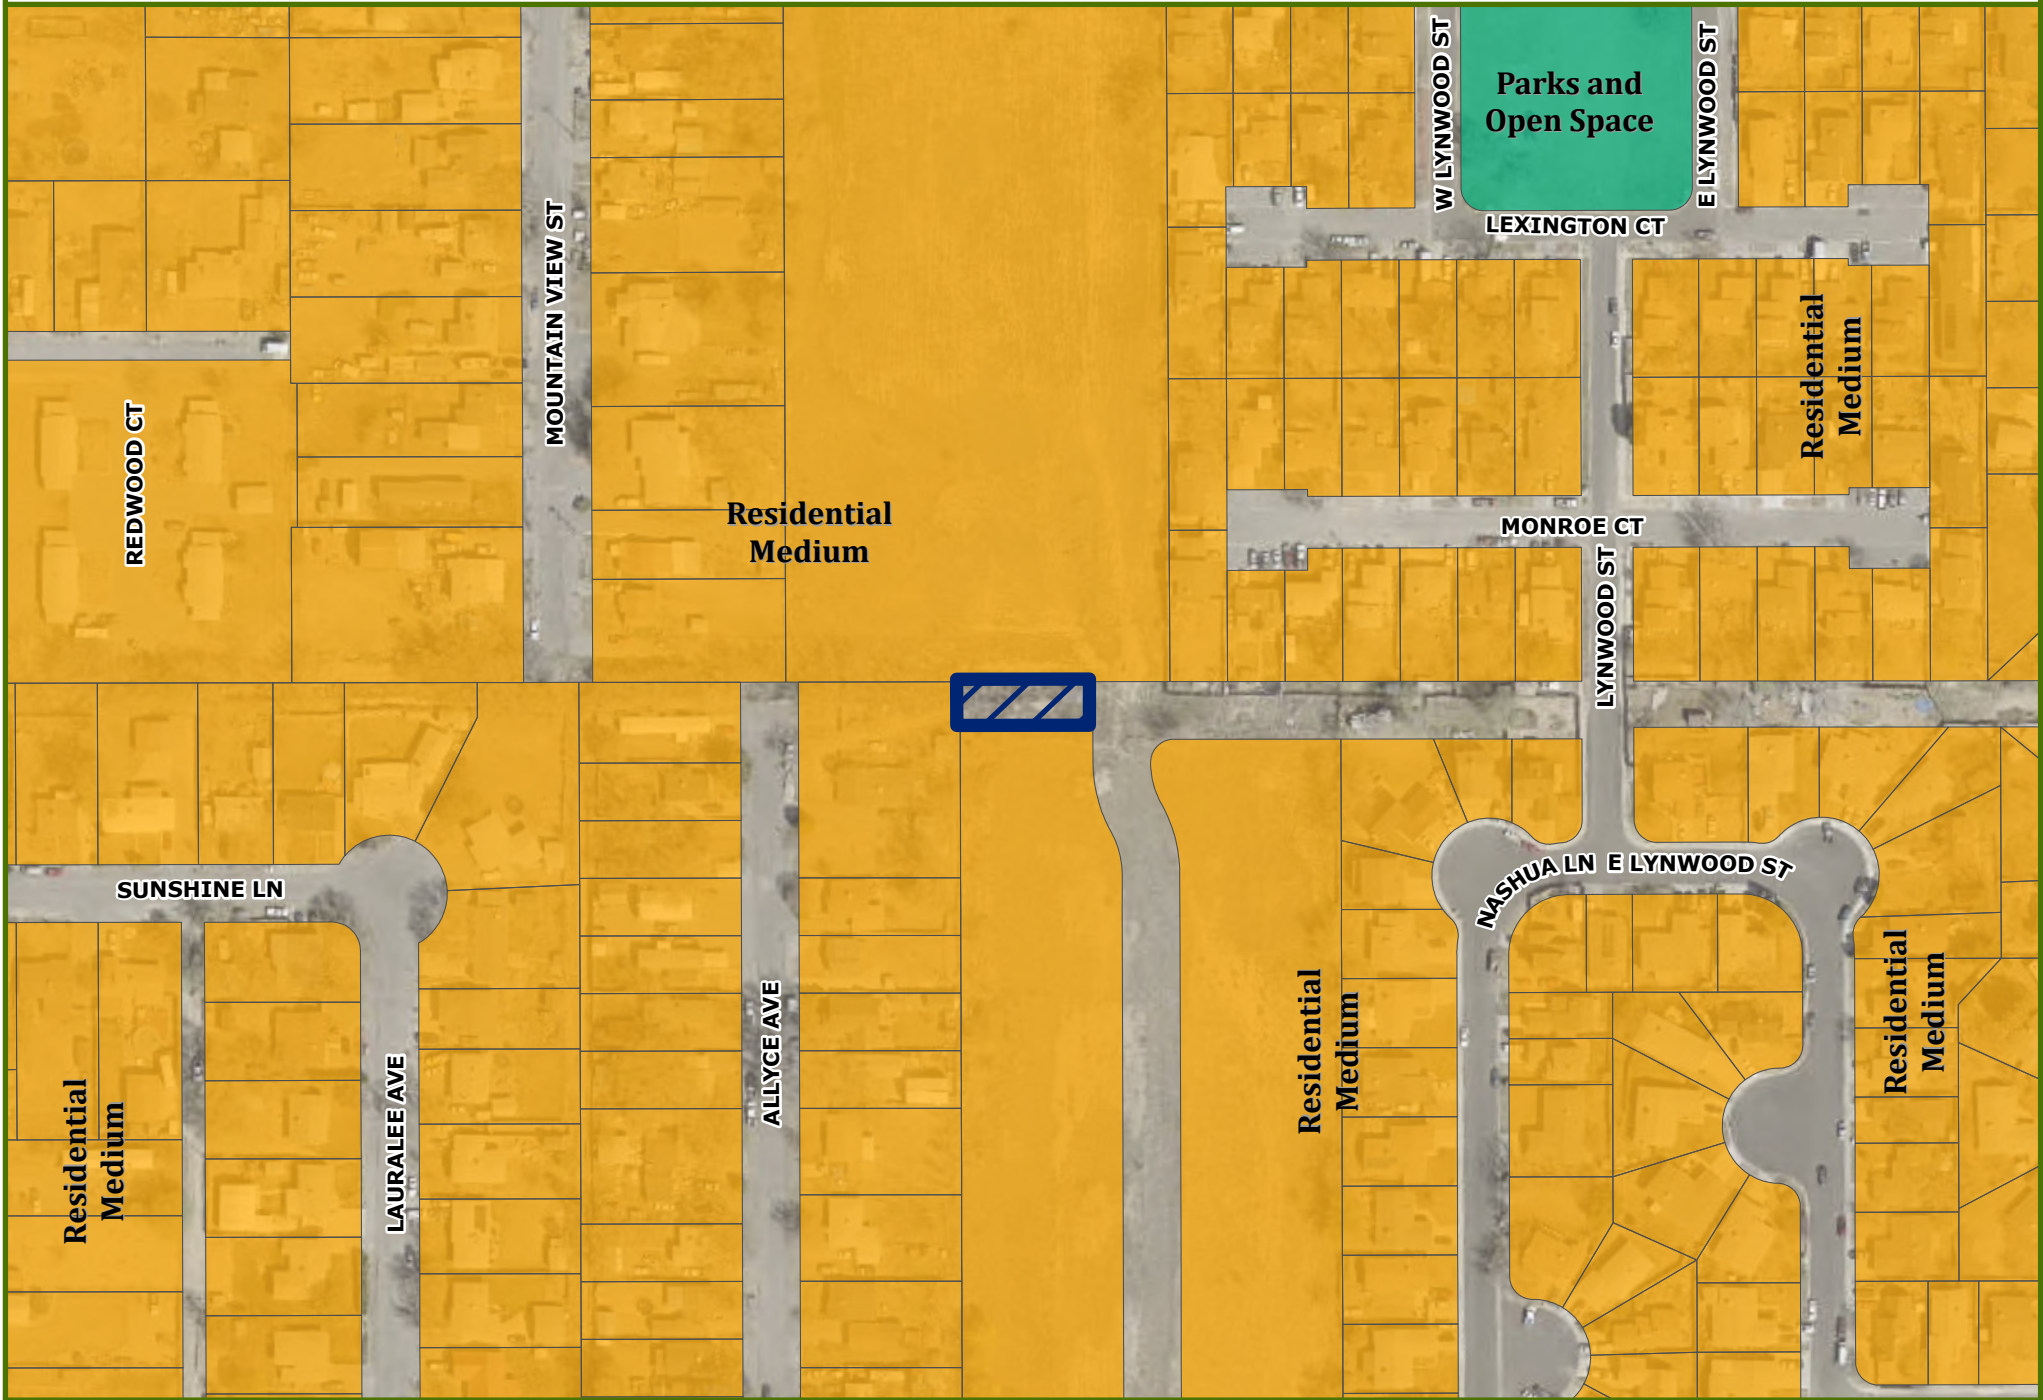 W LYNWOOD ST
Parks and
Open Space
E LYNWOOD ST
LEXINGTON CT
MOUNTAIN VIEW ST
Residential
Medium
REDWOOD CT
Residential
Medium
MONROE CT
LYNWOOD ST
NASHUA LN
E LYNWOOD ST
SUNSHINE LN
Residential
Medium
Residential
Medium
ALLYCE AVE
LAURALEE AVE
Residential
Medium